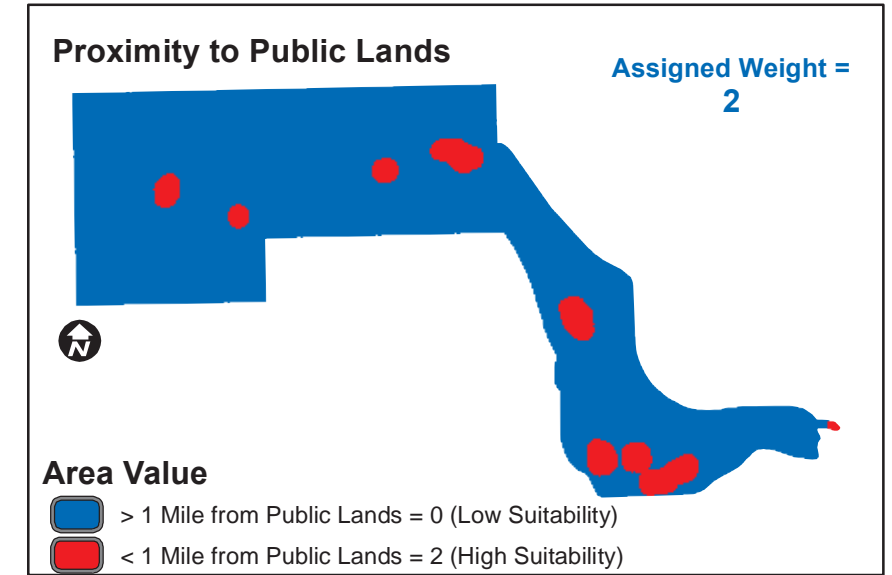 Proximity to Public Lands
Assigned Weight =
2
N
Area Value
> 1 Mile from Public Lands = 0 (Low Suitability)
< 1 Mile from Public Lands = 2 (High Suitability)